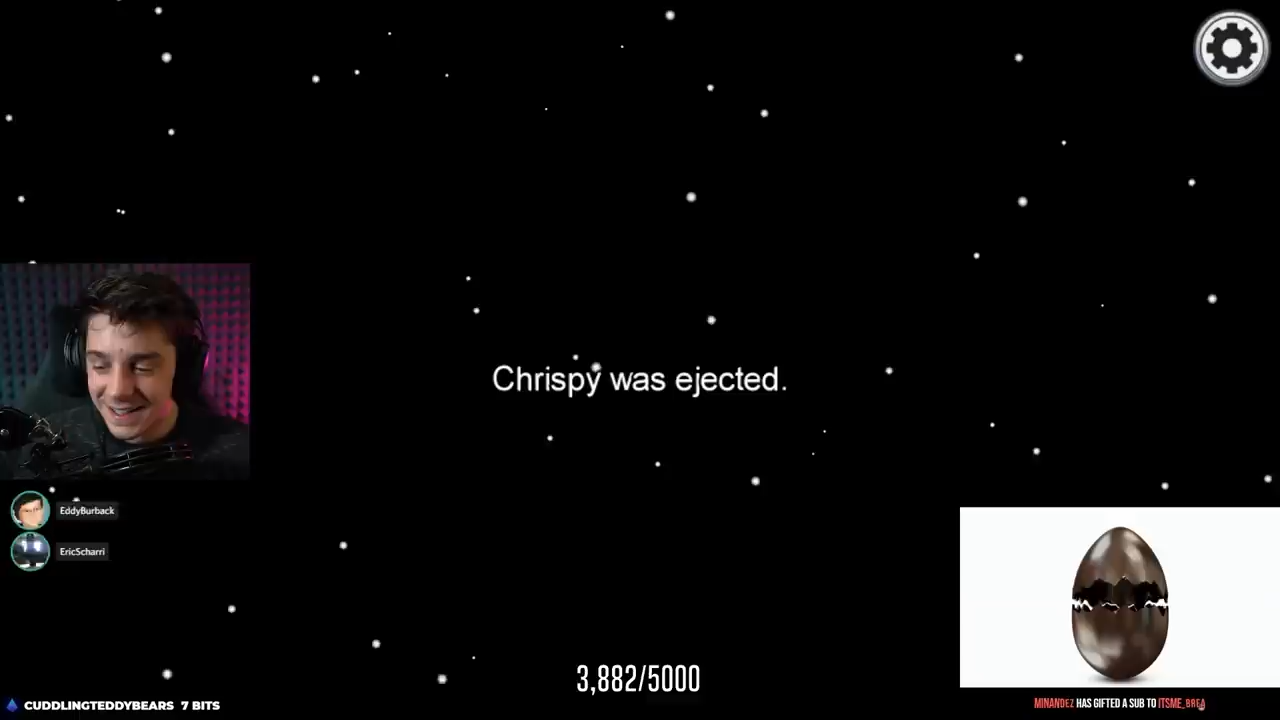 Chrispy was ejected.
EddyBurback
EricScharri
3,882/5000
CUDDLINGTEDDYBEARS 7 BITS
MINANDEZ HAS GIFTED A SUB TO ITSME_BREA